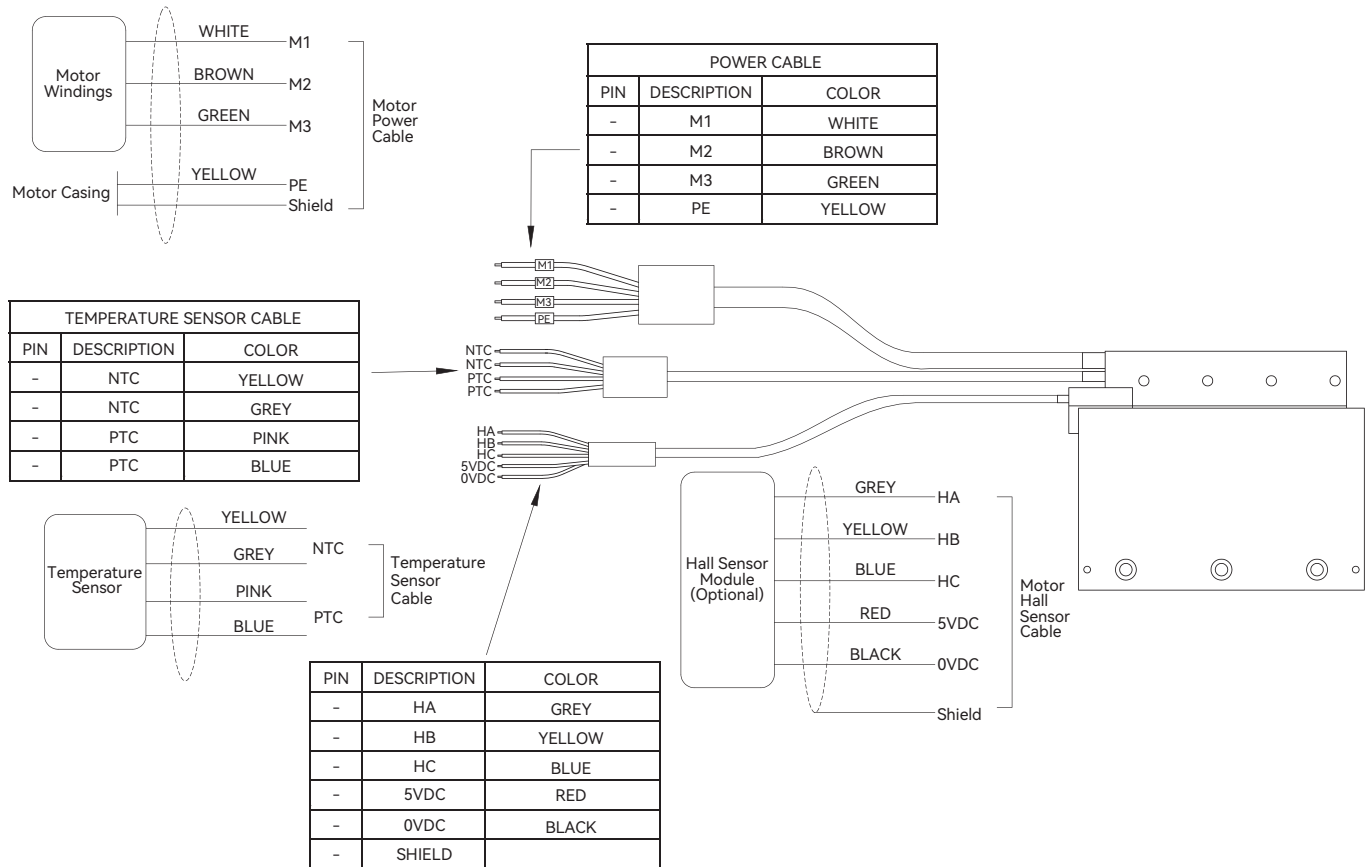 WHITE
M1
Motor
Windings
BROWN
M2
GREEN
M3
Motor
Power
Cable
YELLOW
PE
Motor Casing
Shield
POWER CABLE
PIN DESCRIPTION COLOR
- M1 WHITE
- M2 BROWN
- M3 GREEN
- PE YELLOW
M1
M2
M3
PE
TEMPERATURE SENSOR CABLE
PIN DESCRIPTION COLOR
- NTC YELLOW
- NTC GREY
- PTC PINK
- PTC BLUE
NTC
NTC
PTC
PTC
HA
HB
HC
5VDC
0VDC
Temperature
Sensor
YELLOW
GREY
NTC
PINK
PTC
BLUE
Temperature
Sensor
Cable
Hall Sensor
Module
(Optional)
GREY
HA
YELLOW
HB
BLUE
HC
RED
5VDC
BLACK
0VDC
Shield
Motor
Hall
Sensor
Cable
PIN DESCRIPTION COLOR
- HA GREY
- HB YELLOW
- HC BLUE
- 5VDC RED
- 0VDC BLACK
- SHIELD